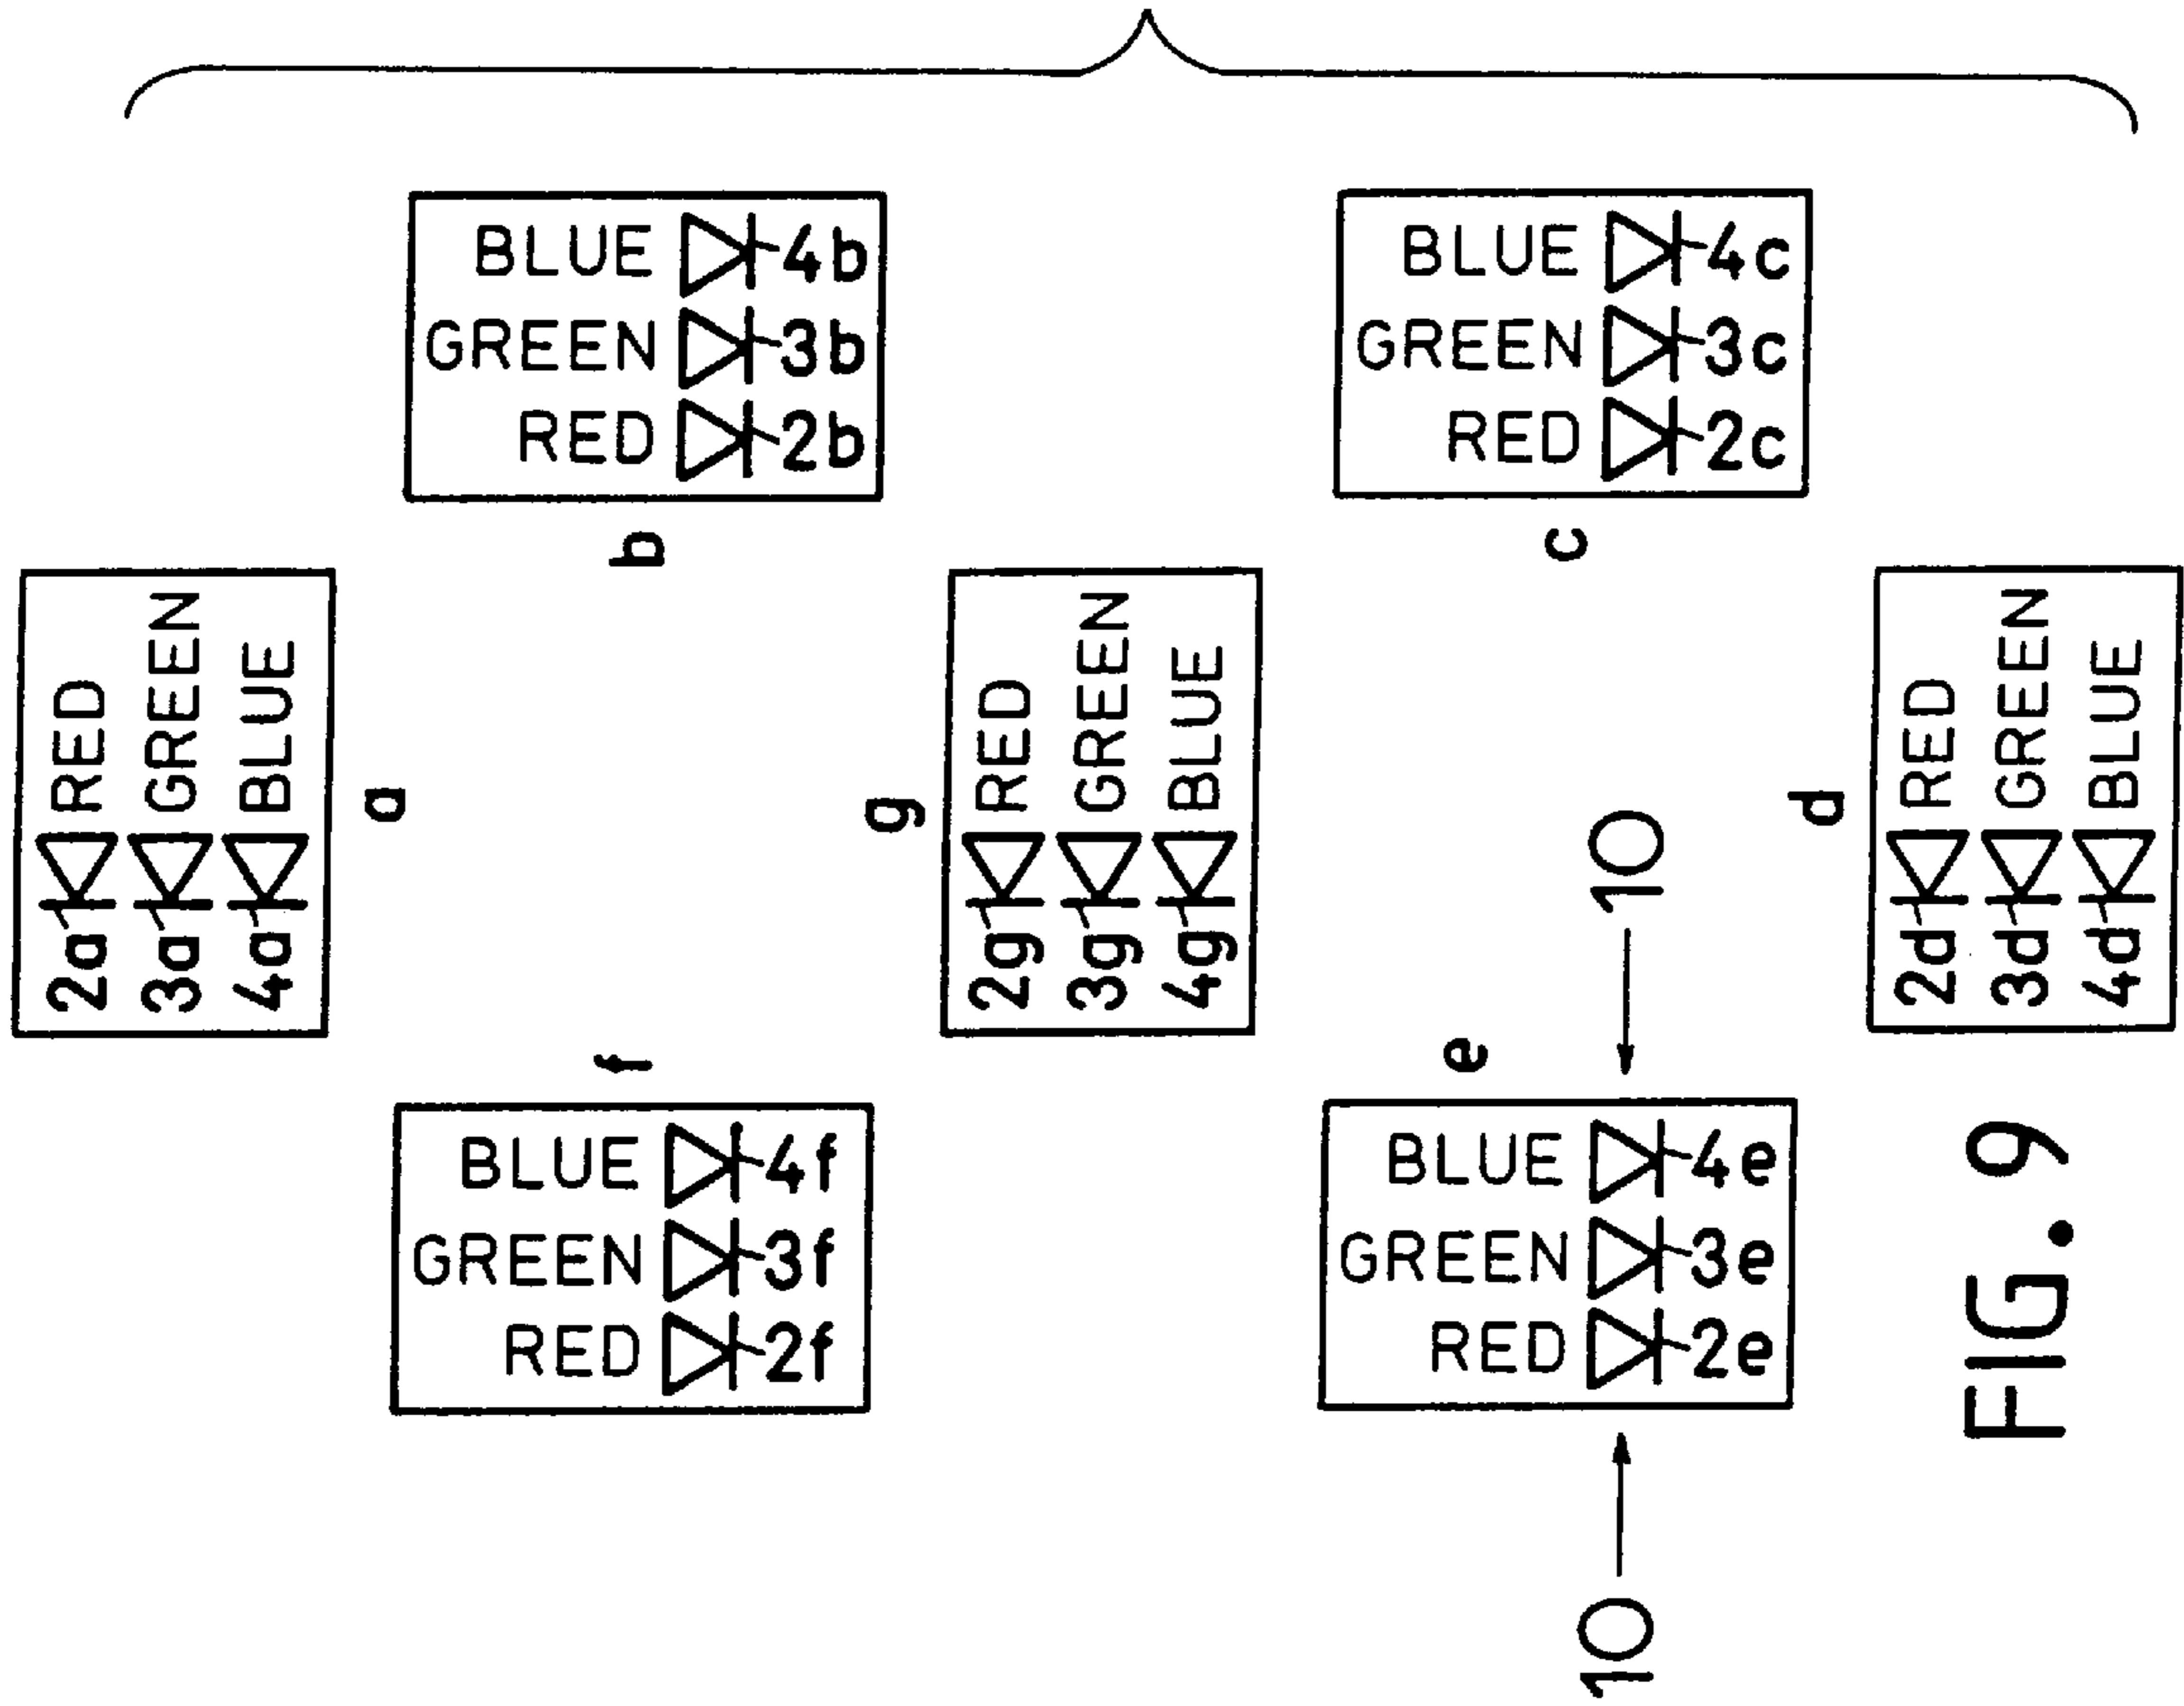 2a RED
3a GREEN
4a BLUE
a
BLUE 4b
GREEN 3b
RED 2b
b
f
BLUE 4f
GREEN 3f
RED 2f
g
2g RED
3g GREEN
4g BLUE
BLUE 4c
GREEN 3c
RED 2c
c
e
BLUE 4e
GREEN 3e
RED 2e
10
10
d
2d RED
3d GREEN
4d BLUE
FIG. 9